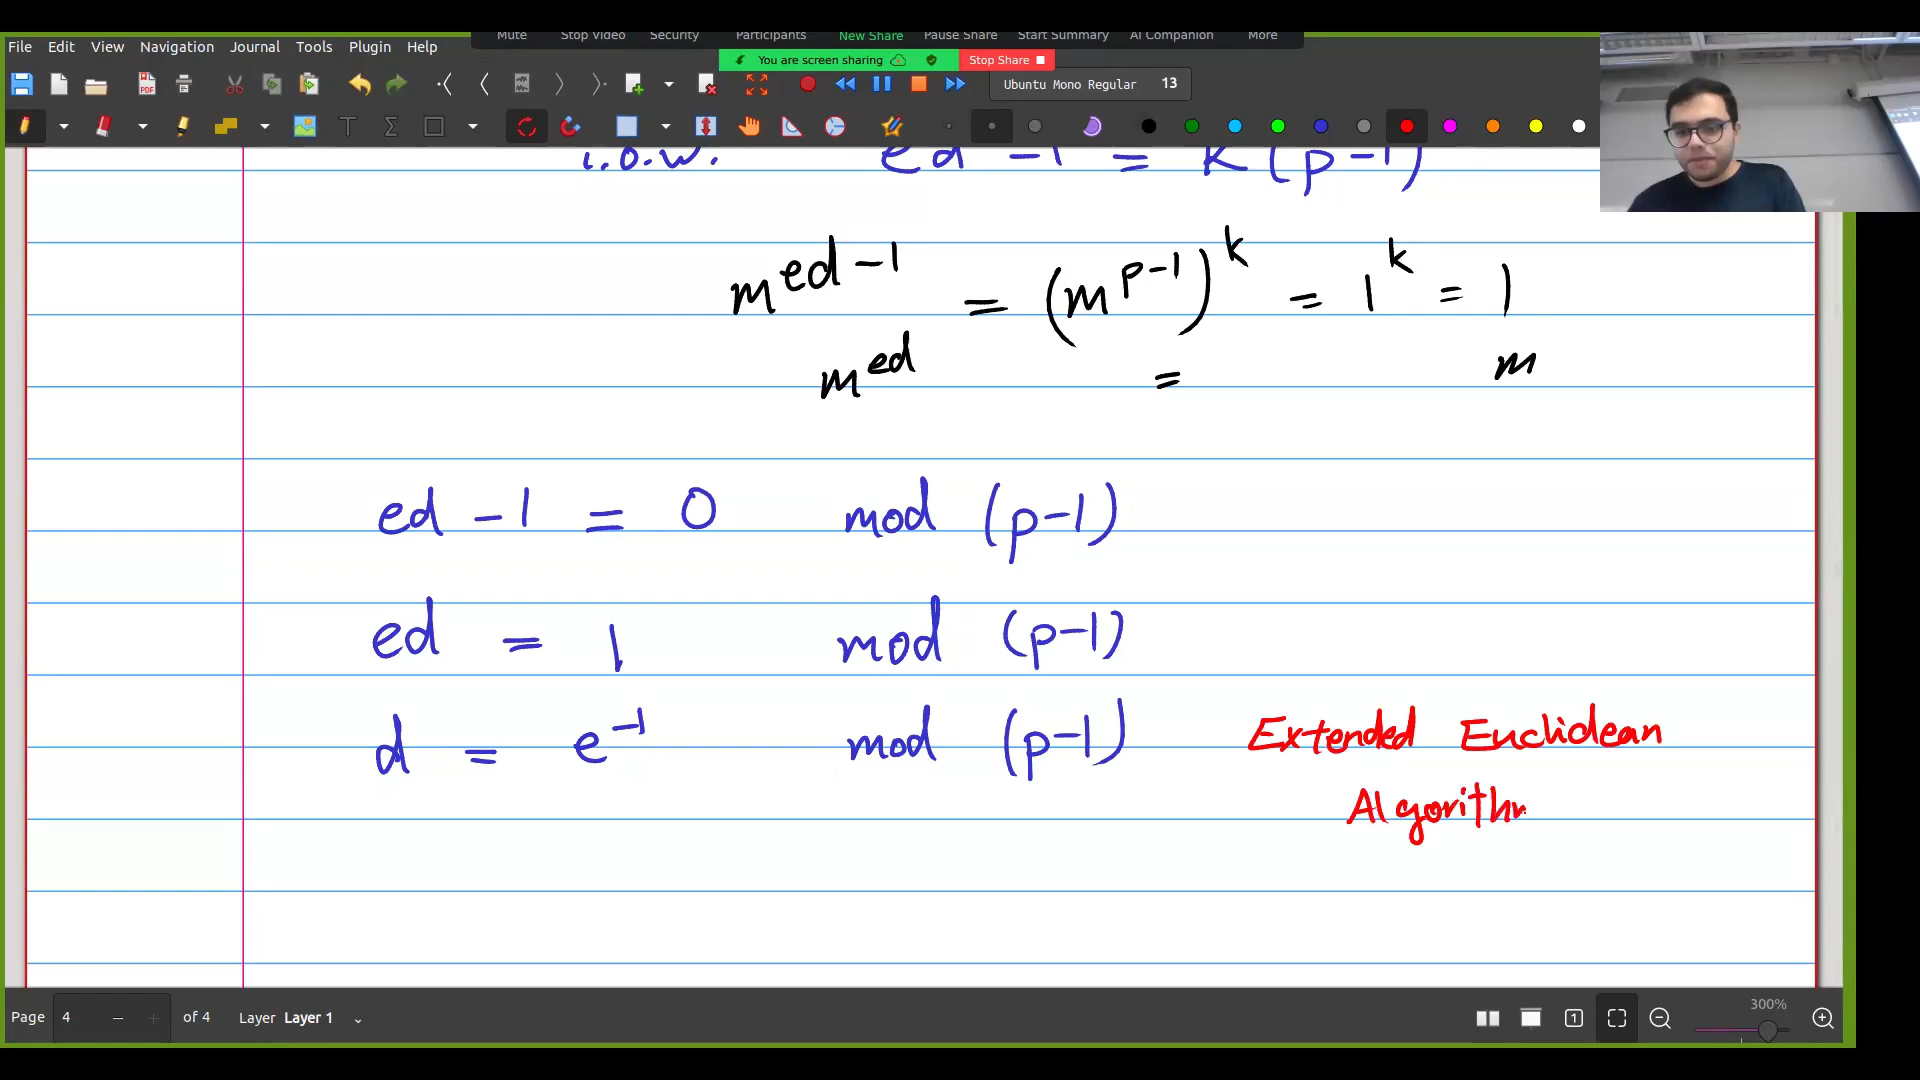 Mute Stop Video Security Participants New Share Pause Share Start Summary AI Companion More
File Edit View Navigation Journal Tools Plugin Help
You are screen sharing Stop Share
PDF Ubuntu Mono Regular 13
T Σ
i.o.w. ed -1 = k(p-1)
m^{ed-1} = (m^{p-1})^k = 1^k = 1
m^{ed} = m
ed -1 = 0 mod (p-1)
ed = 1 mod (p-1)
d = e^{-1} mod (p-1) Extended Euclidean
Algorithm
Page 4 − + of 4 Layer Layer 1 1 300%